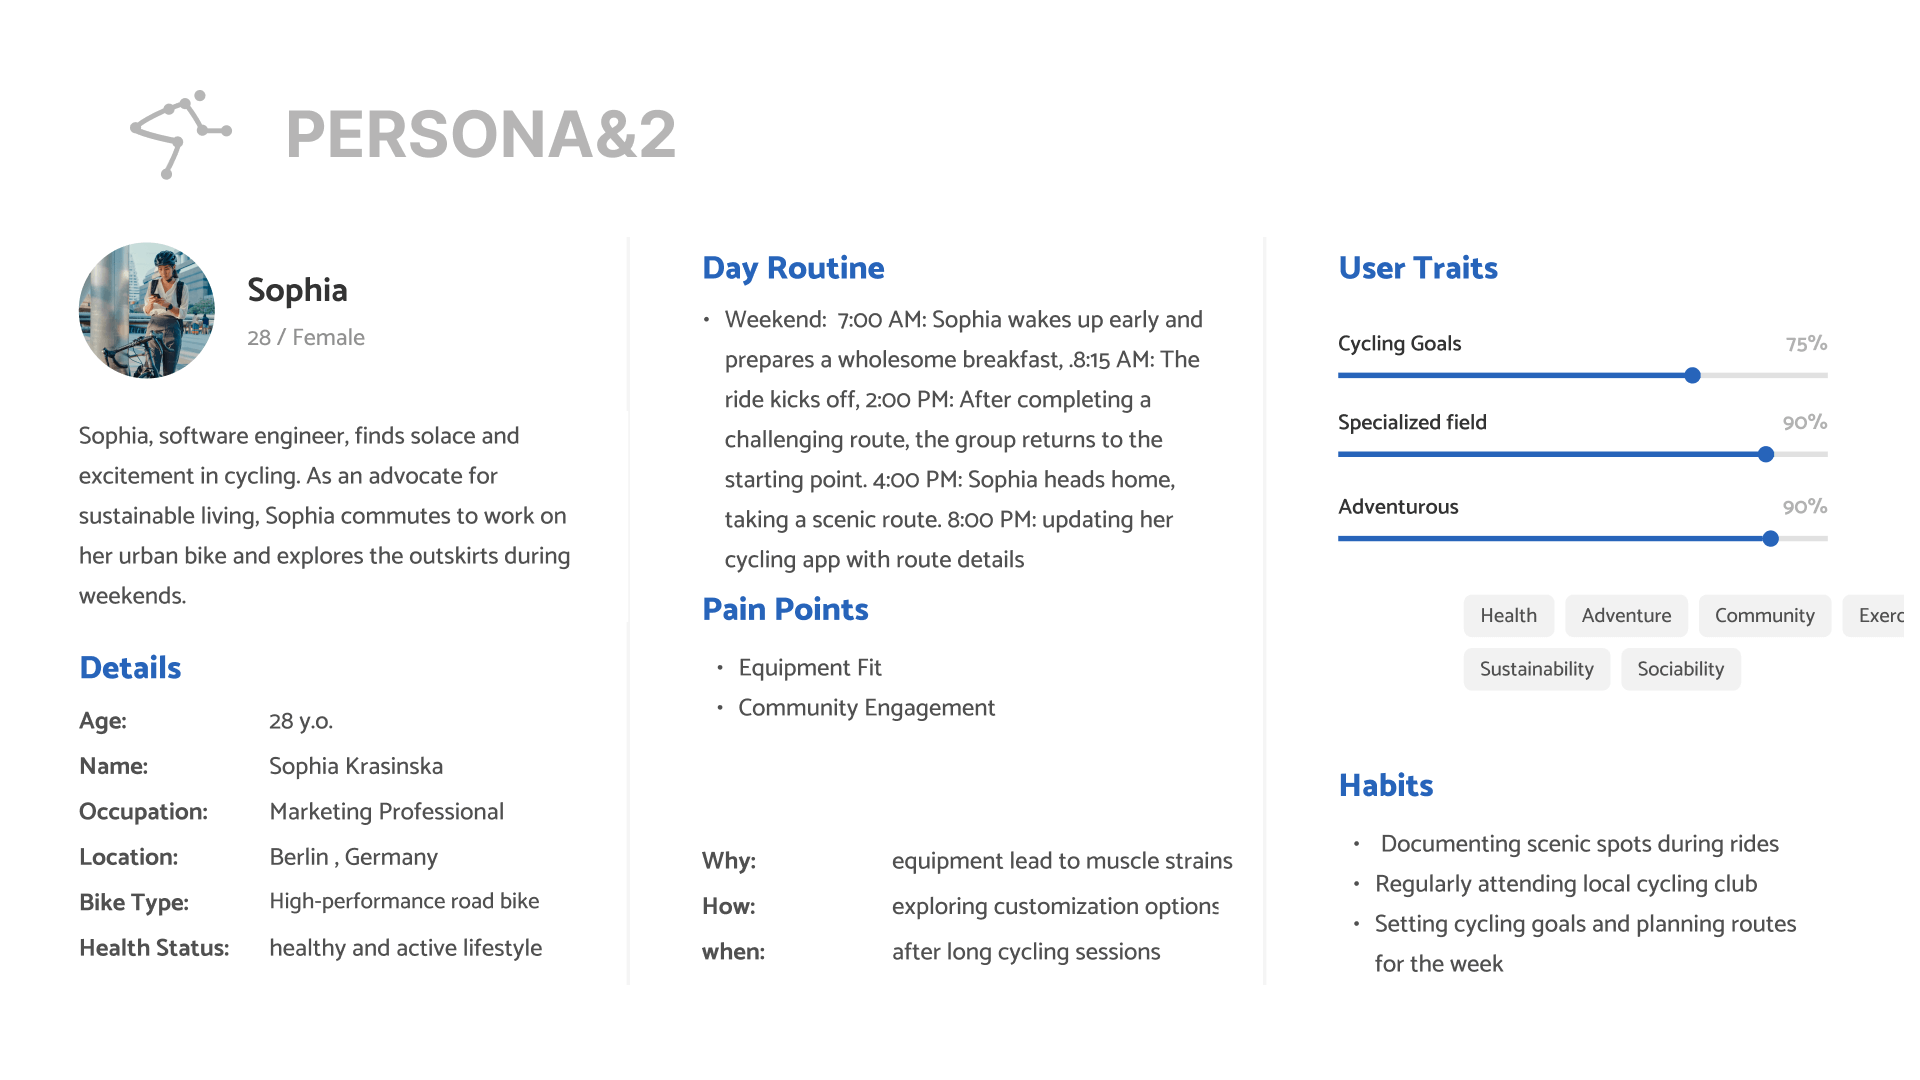 PERSONA&2
Sophia
28 / Female
Sophia, software engineer, finds solace and
excitement in cycling. As an advocate for
sustainable living, Sophia commutes to work on
her urban bike and explores the outskirts during
weekends.
Details
Age: 28 y.o.
Name: Sophia Krasinska
Occupation: Marketing Professional
Location: Berlin , Germany
Bike Type: High-performance road bike
Health Status: healthy and active lifestyle
Day Routine
• Weekend:  7:00 AM: Sophia wakes up early and
prepares a wholesome breakfast, .8:15 AM: The
ride kicks off, 2:00 PM: After completing a
challenging route, the group returns to the
starting point. 4:00 PM: Sophia heads home,
taking a scenic route. 8:00 PM: updating her
cycling app with route details
Pain Points
• Equipment Fit
• Community Engagement
Why: equipment lead to muscle strains
How: exploring customization options
when: after long cycling sessions
User Traits
Cycling Goals 75%
Specialized field 90%
Adventurous 90%
Health Adventure Community Exerc
Sustainability Sociability
Habits
• Documenting scenic spots during rides
• Regularly attending local cycling club
• Setting cycling goals and planning routes
for the week